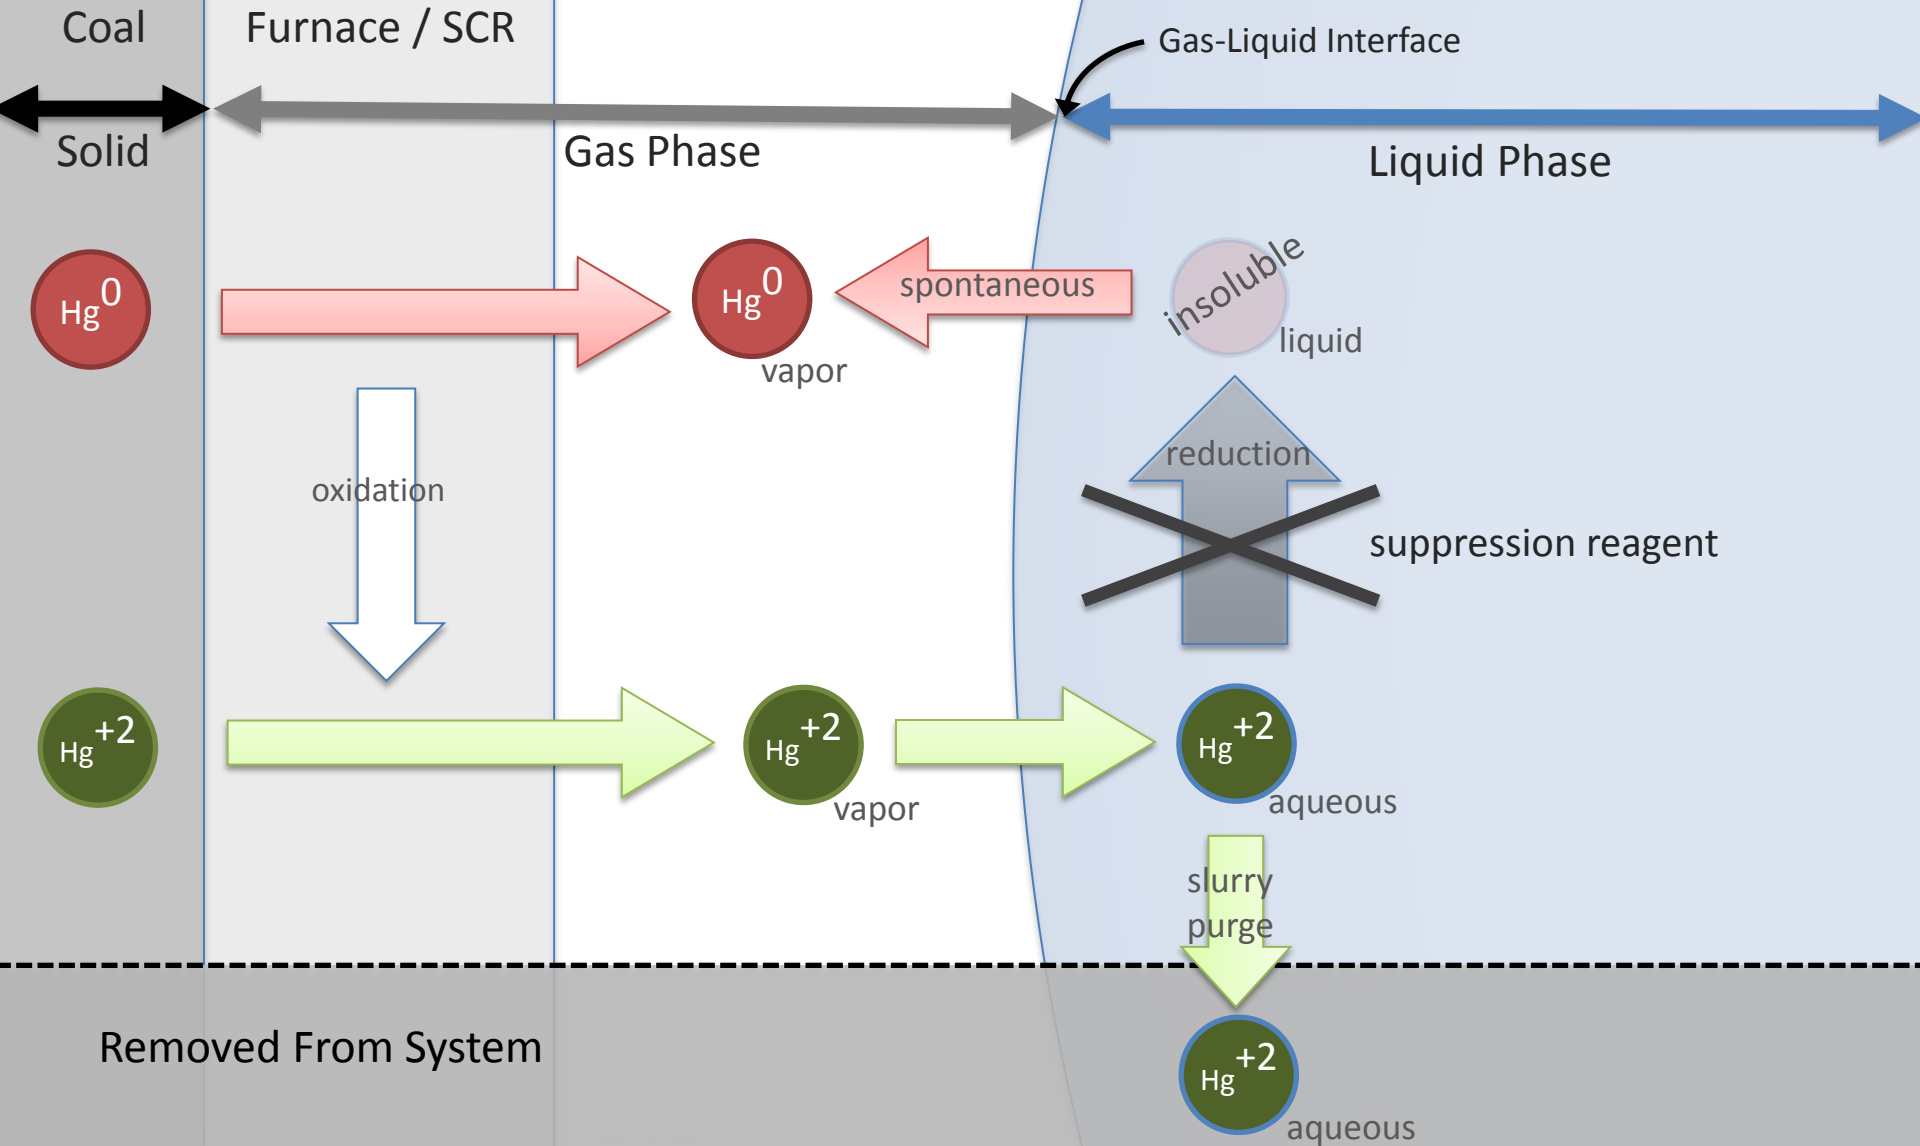 Coal
Furnace / SCR
Gas-Liquid Interface
Solid
Gas Phase
Liquid Phase
Hg0
Hg0
vapor
spontaneous
insoluble
liquid
oxidation
reduction
suppression reagent
Hg+2
Hg+2
vapor
Hg+2
aqueous
slurry
purge
Removed From System
Hg+2
aqueous